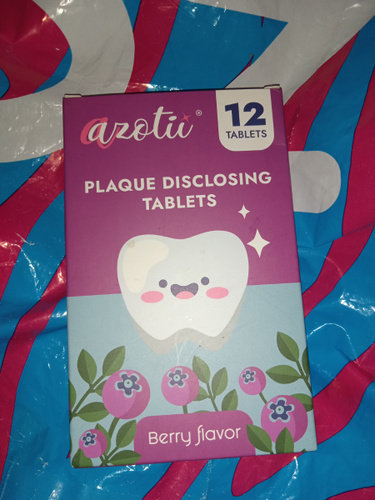 azotii®
12
TABLETS
PLAQUE DISCLOSING
TABLETS
Berry flavor